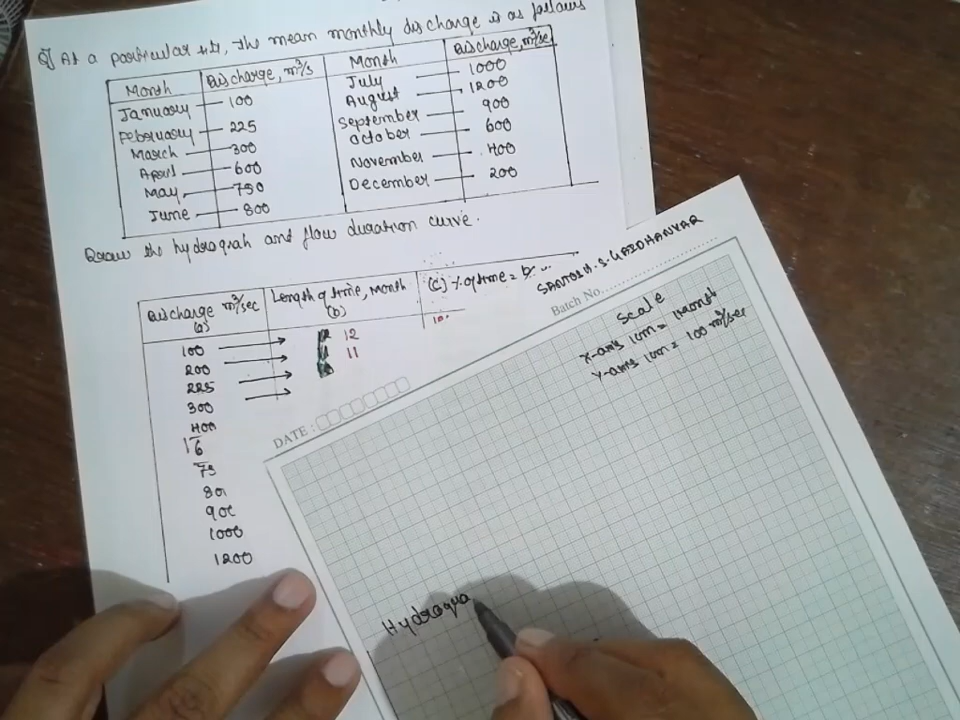 Q) At a particular site, the mean monthly discharge is as follows
Month Discharge, m³/s Month Discharge, m³/sec
January 100 July 1000
February 225 August 1200
March 300 September 900
April 600 October 600
May 750 November 400
June 800 December 200
Draw the hydrograh and flow duration curve.
Discharge m³/sec Length of time, Month (c) % of time =
(a) (b)
100 12 10.
200 11
225
300
400
80
900
1000
1200
DATE :
SANTOSH.S.
Batch No.
Scale
x-axis 1cm = 1Month
y-axis 1cm = 100 m³/sec
Hydrogra